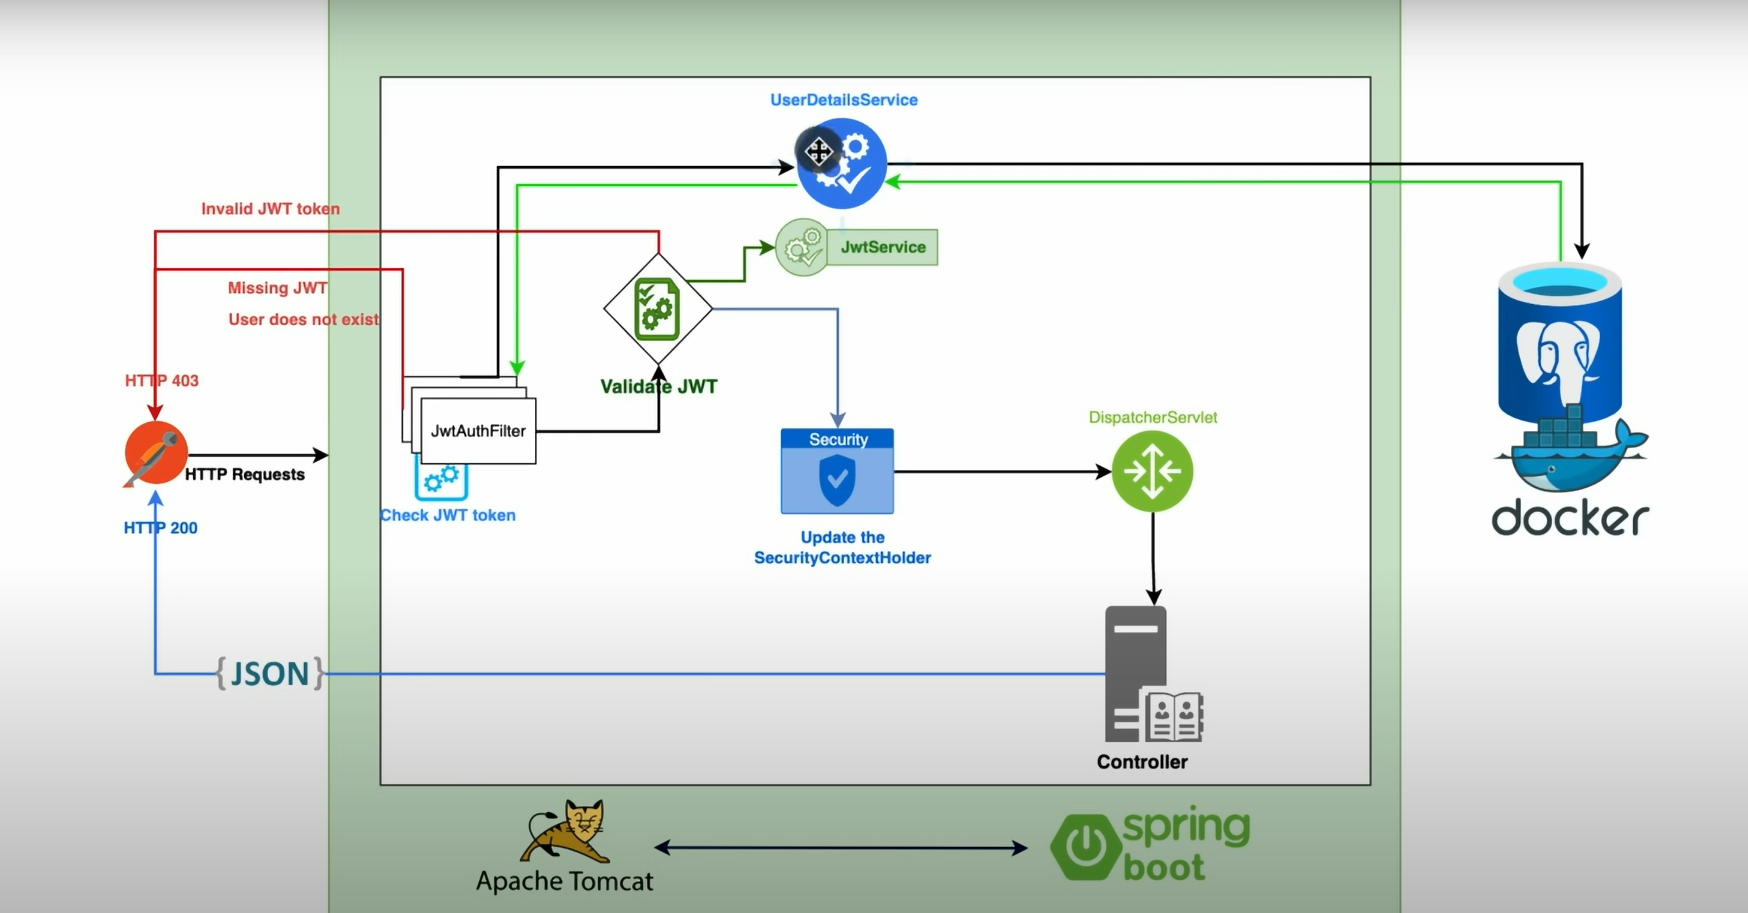 UserDetailsService
Invalid JWT token
JwtService
Missing JWT
User does not exist
HTTP 403
Validate JWT
JwtAuthFilter
DispatcherServlet
Security
HTTP Requests
Check JWT token
HTTP 200
Update the
SecurityContextHolder
docker
{JSON}
Controller
Apache Tomcat
spring
boot